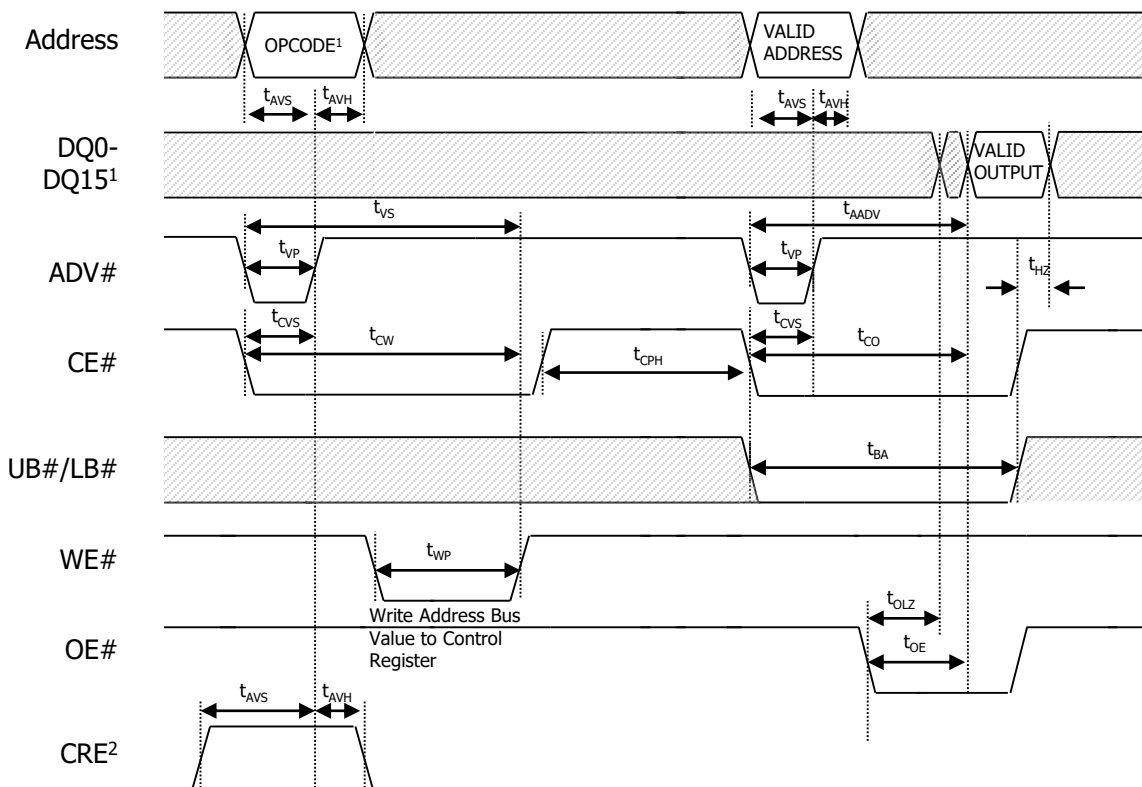 Address
OPCODE¹
VALID
ADDRESS
tAVS
tAVH
tAVS
tAVH
DQ0-
DQ15¹
VALID
OUTPUT
tVS
tAADV
ADV#
tVP
tVP
tHZ
CE#
tCVS
tCW
tCPH
tCVS
tCO
UB#/LB#
tBA
WE#
tWP
Write Address Bus
Value to Control
Register
OE#
tOLZ
tOE
tAVS
tAVH
CRE²